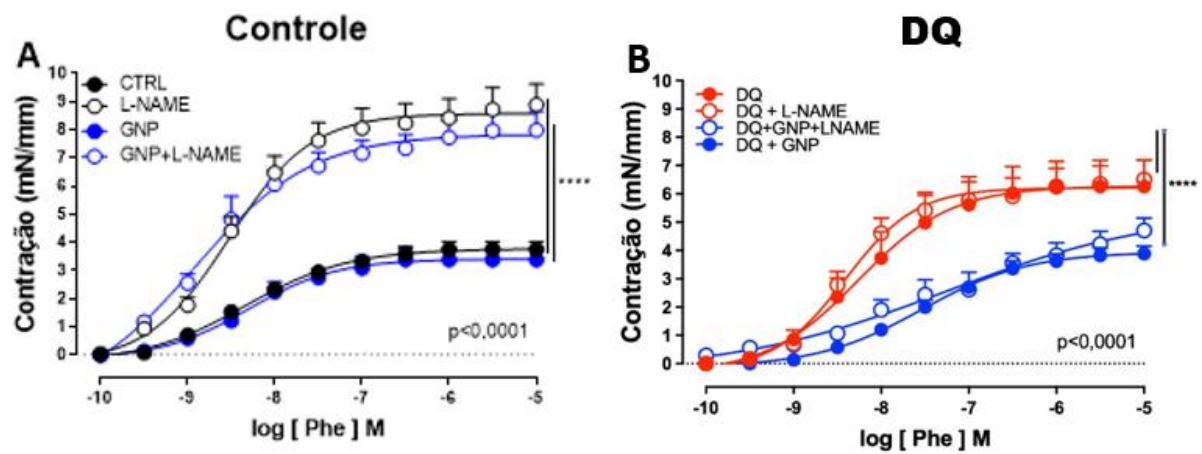 Controle
A
CTRL
L-NAME
GNP
GNP+L-NAME
Contração (mN/mm)
10
9
8
7
6
5
4
3
2
1
0
****
p<0.0001
-10 -9 -8 -7 -6 -5
log [ Phe ] M
DQ
B
DQ
DQ + L-NAME
DQ+GNP+LNAME
DQ + GNP
Contração (mN/mm)
10
9
8
7
6
5
4
3
2
1
0
****
p<0,0001
-10 -9 -8 -7 -6 -5
log [ Phe ] M